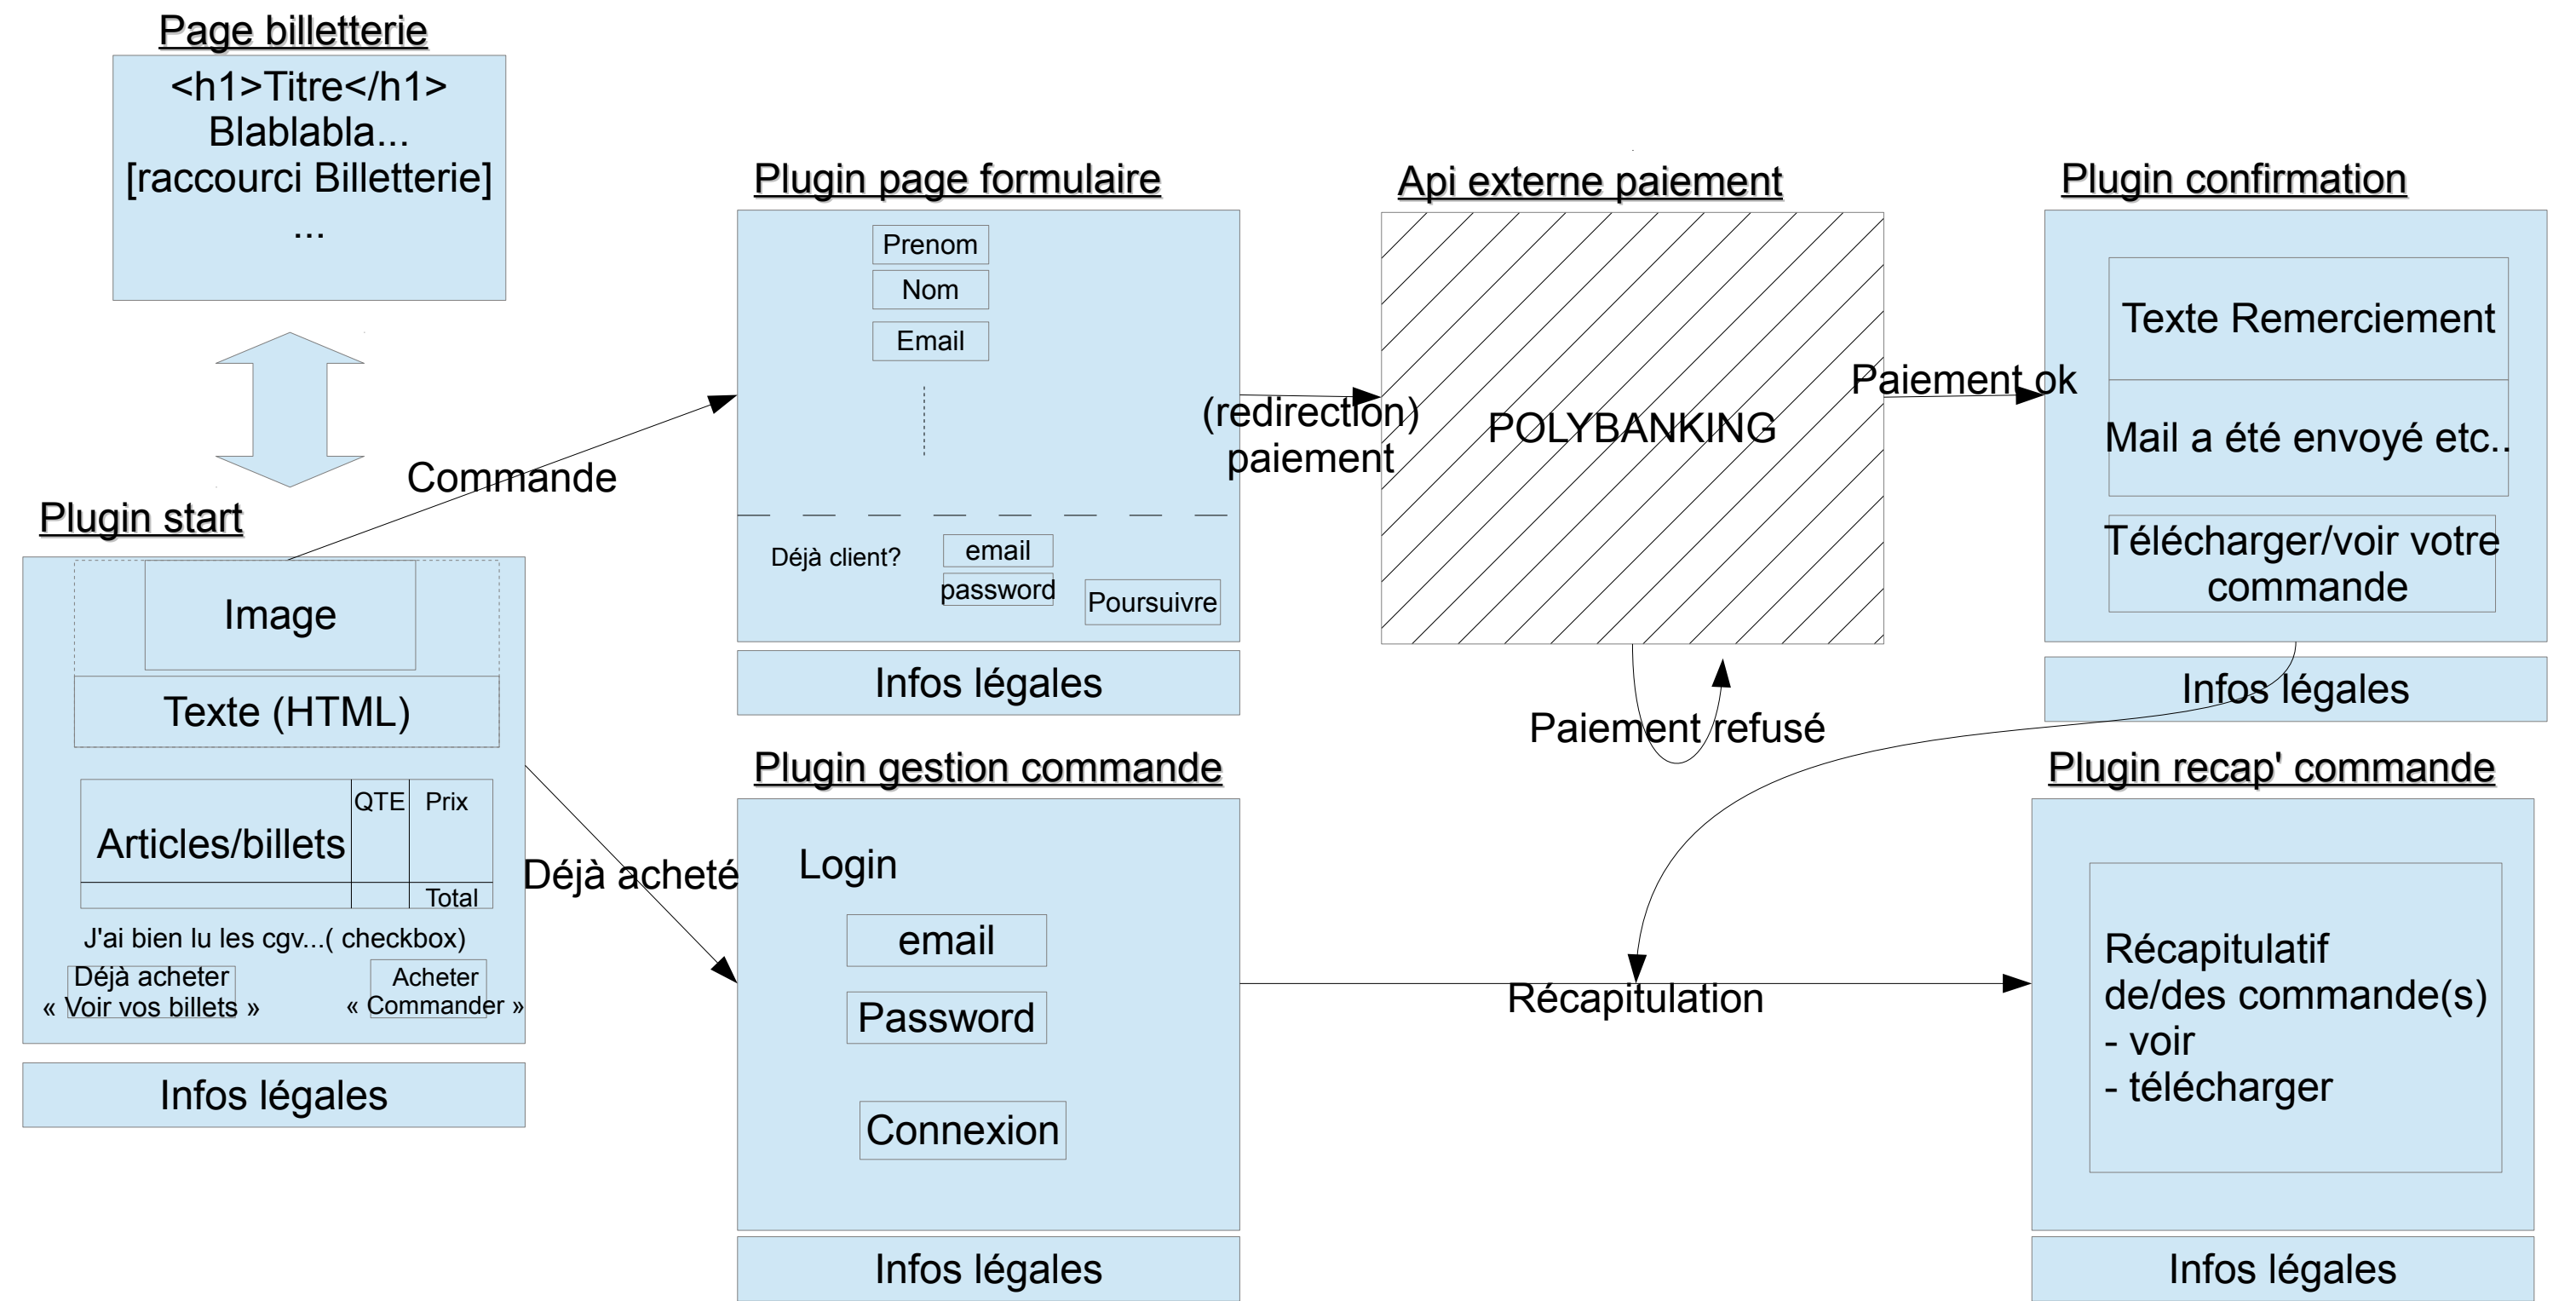 Page billetterie
<h1>Titre</h1>
Blablabla...
[raccourci Billetterie]
...
Plugin start
Image
Texte (HTML)
QTE
Prix
Articles/billets
Total
J'ai bien lu les cgv...( checkbox)
Déjà acheter
« Voir vos billets »
Acheter
« Commander »
Infos légales
Commande
Déjà acheté
Plugin page formulaire
Prenom
Nom
Email
Déjà client?
email
password
Poursuivre
Infos légales
(redirection)
paiement
Api externe paiement
POLYBANKING
Paiement ok
Paiement refusé
Plugin confirmation
Texte Remerciement
Mail a été envoyé etc..
Télécharger/voir votre
commande
Infos légales
Plugin gestion commande
Login
email
Password
Connexion
Infos légales
Récapitulation
Plugin recap' commande
Récapitulatif
de/des commande(s)
- voir
- télécharger
Infos légales